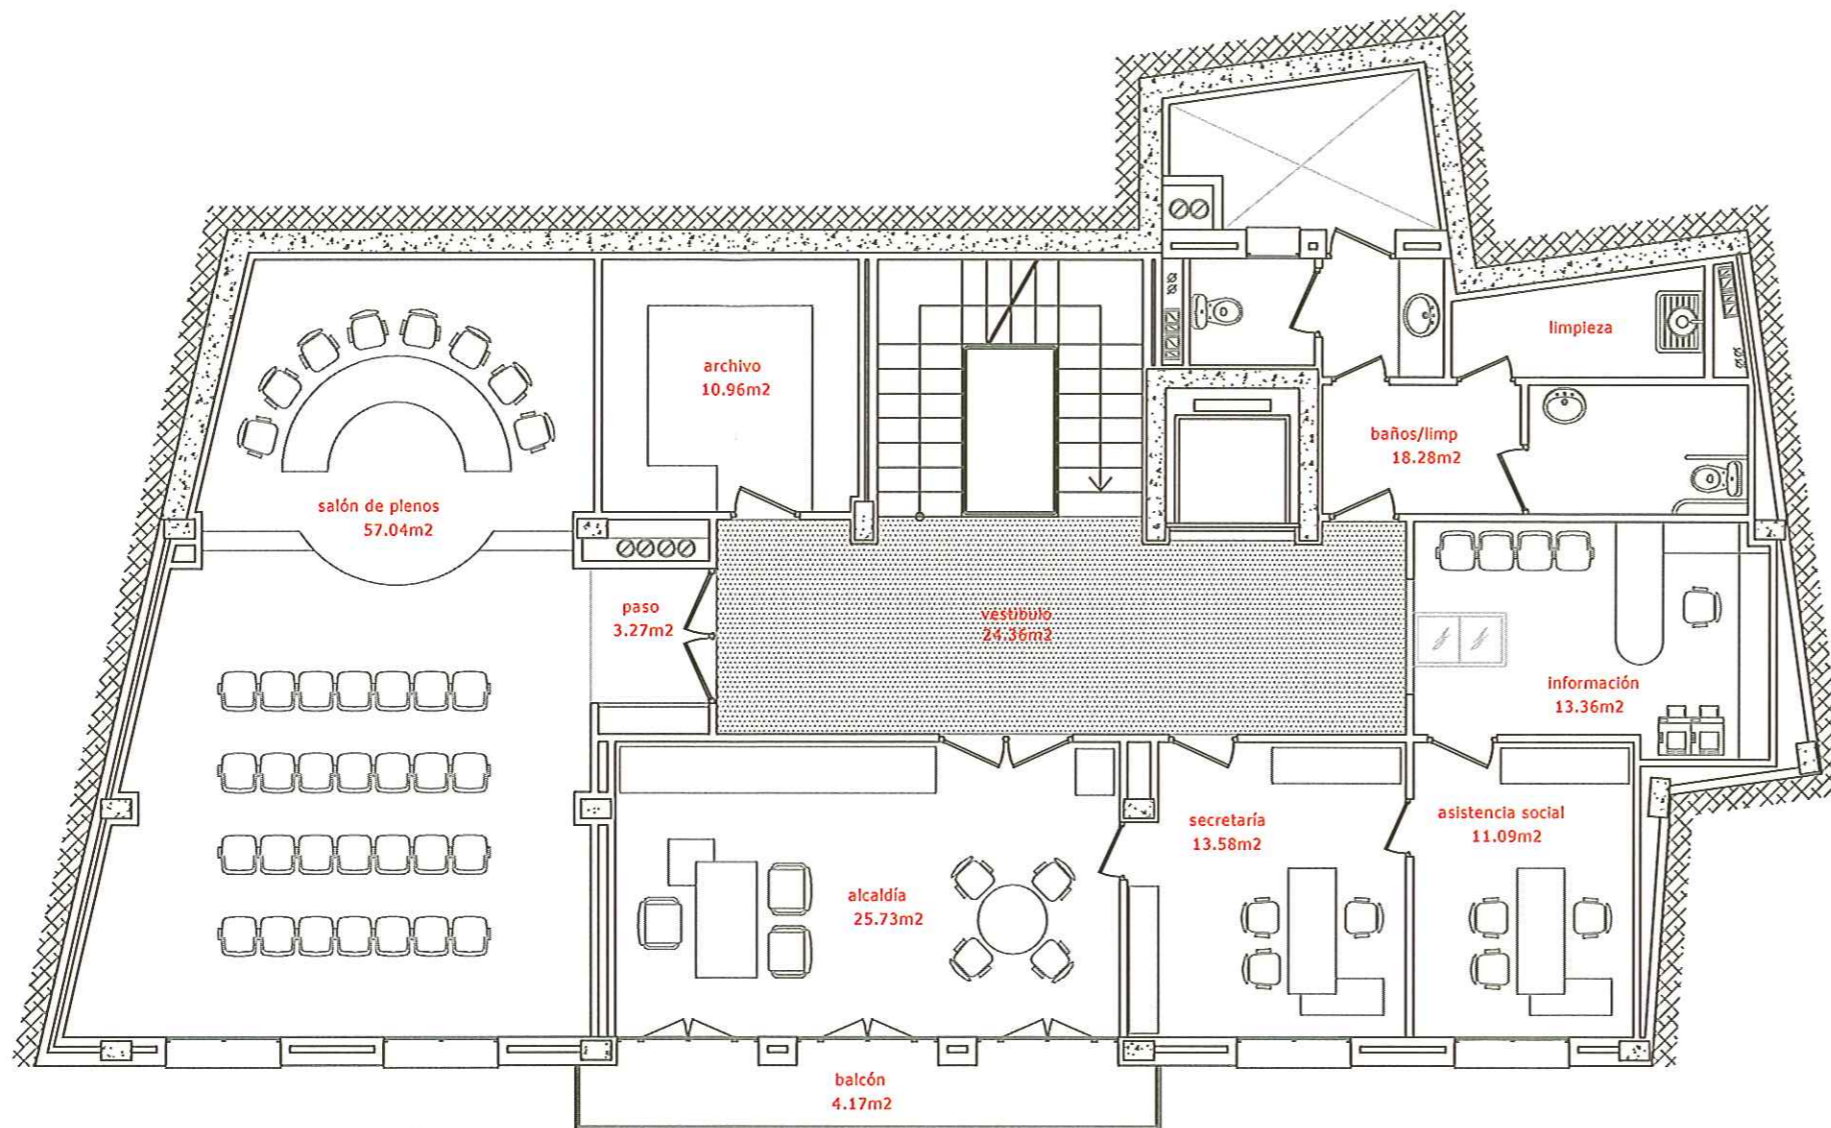 limpieza
archivo
10.96m2
baños/limp
18.28m2
salón de plenos
57.04m2
paso
3.27m2
vestíbulo
24.36m2
información
13.36m2
secretaría
13.58m2
asistencia social
11.09m2
alcaldía
25.73m2
balcón
4.17m2